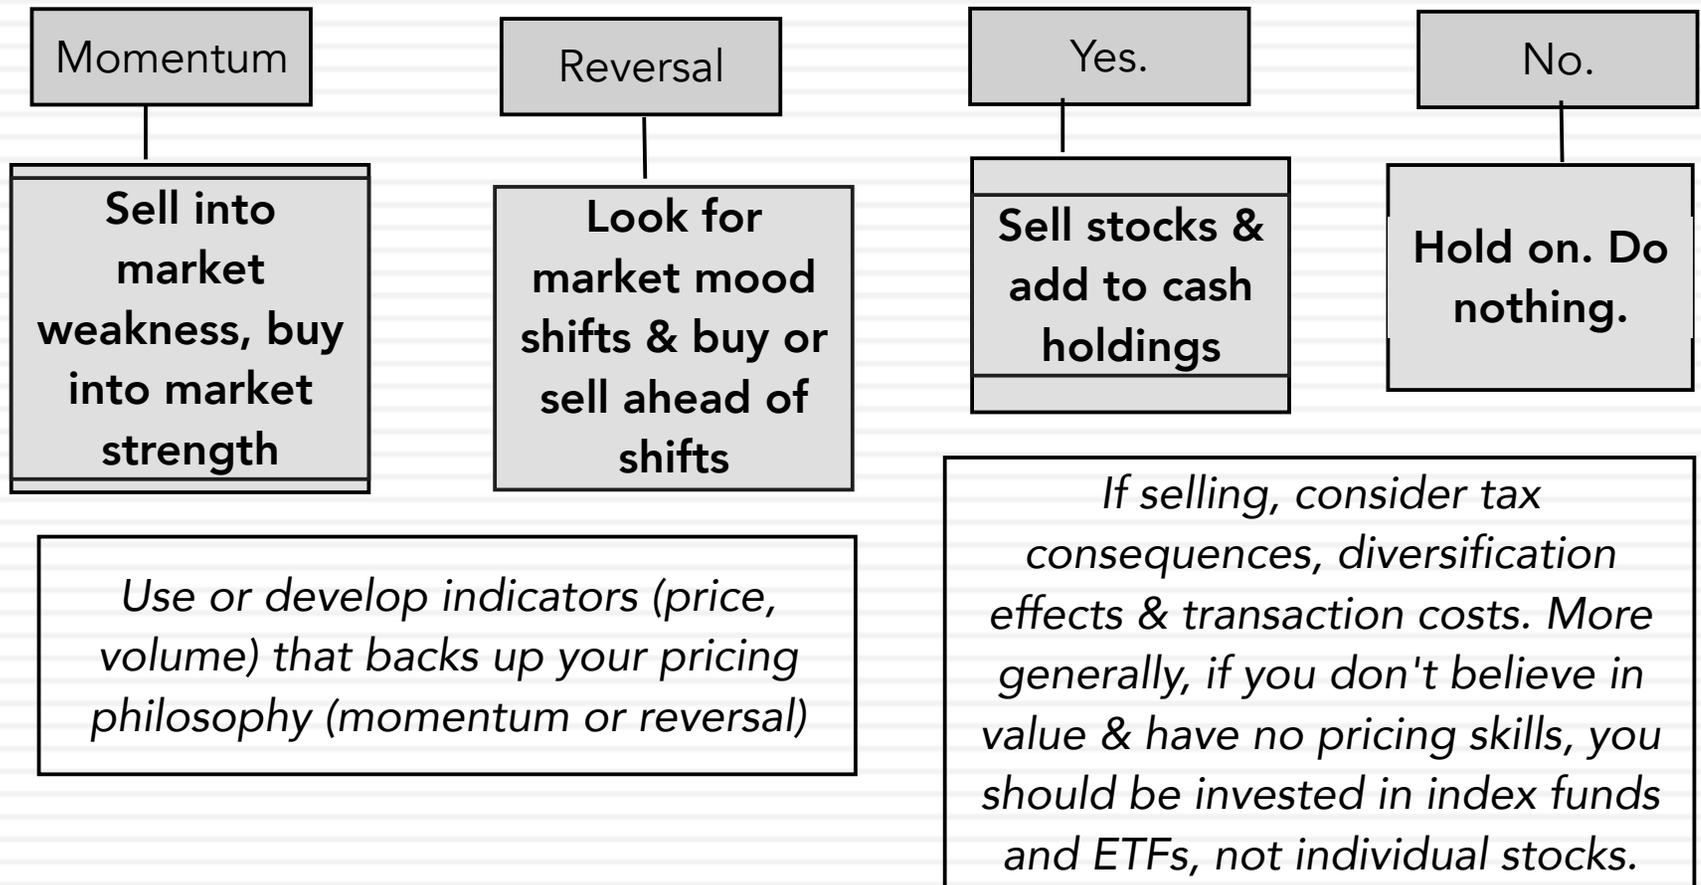 Momentum
Reversal
Yes.
No.
Sell into
market
weakness, buy
into market
strength
Look for
market mood
shifts & buy or
sell ahead of
shifts
Sell stocks &
add to cash
holdings
Hold on. Do
nothing.
Use or develop indicators (price,
volume) that backs up your pricing
philosophy (momentum or reversal)
If selling, consider tax
consequences, diversification
effects & transaction costs. More
generally, if you don't believe in
value & have no pricing skills, you
should be invested in index funds
and ETFs, not individual stocks.